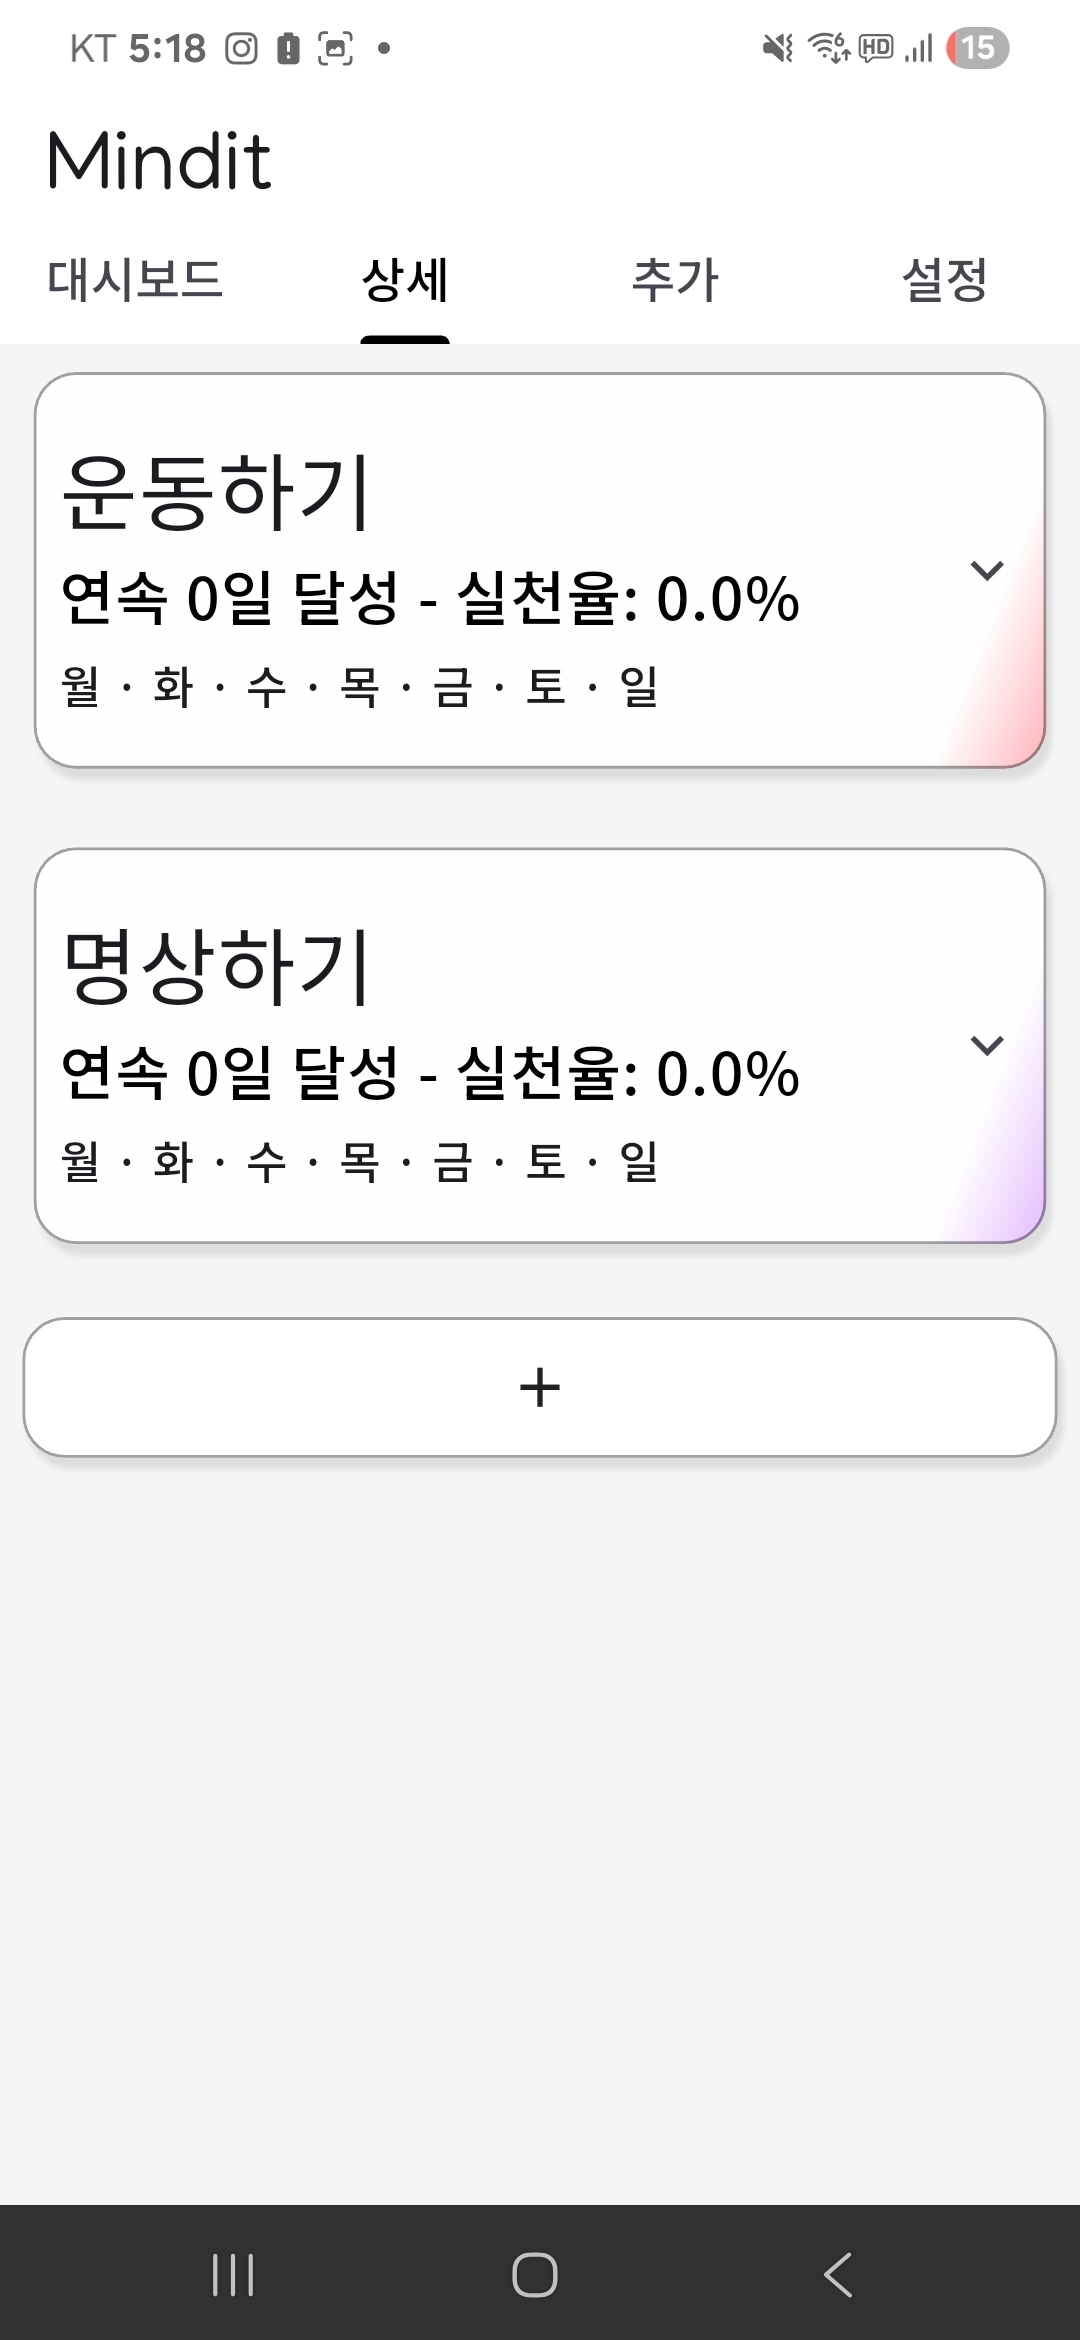 KT 5:18 HD 15
Mindit
대시보드 상세 추가 설정
운동하기
연속 0일 달성 - 실천율: 0.0%
월 · 화 · 수 · 목 · 금 · 토 · 일
명상하기
연속 0일 달성 - 실천율: 0.0%
월 · 화 · 수 · 목 · 금 · 토 · 일
+